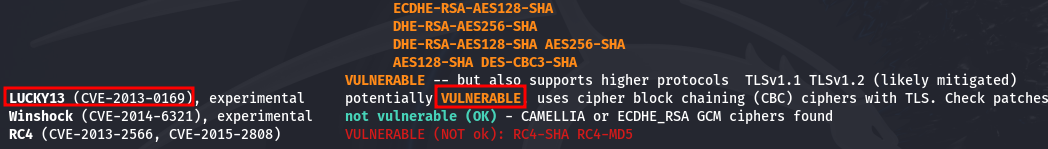 ECDHE-RSA-AES128-SHA
DHE-RSA-AES256-SHA
DHE-RSA-AES128-SHA AES256-SHA
AES128-SHA DES-CBC3-SHA
VULNERABLE -- but also supports higher protocols  TLSv1.1 TLSv1.2 (likely mitigated)
LUCKY13 (CVE-2013-0169), experimental     potentially VULNERABLE  uses cipher block chaining (CBC) ciphers with TLS. Check patches
Winshock (CVE-2014-6321), experimental     not vulnerable (OK) - CAMELLIA or ECDHE_RSA GCM ciphers found
RC4 (CVE-2013-2566, CVE-2015-2808)     VULNERABLE (NOT ok): RC4-SHA RC4-MD5